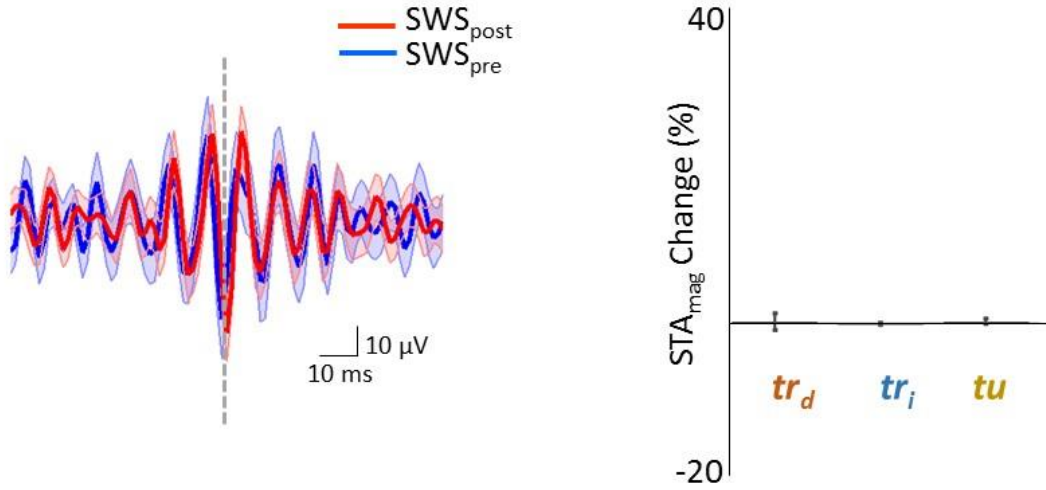 SWSpost
SWSpre
10 μV
10 ms
40
STAmag Change (%)
trd
tri
tu
-20